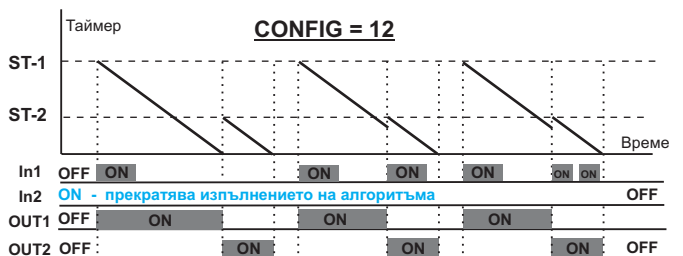 Таймер
CONFIG = 12
ST-1
ST-2
Време
In1 OFF ON ON ON ON ON ON
In2 ON - прекратява изпълнението на алгоритъма OFF
OUT1 OFF ON ON ON
OUT2 OFF ON ON ON OFF